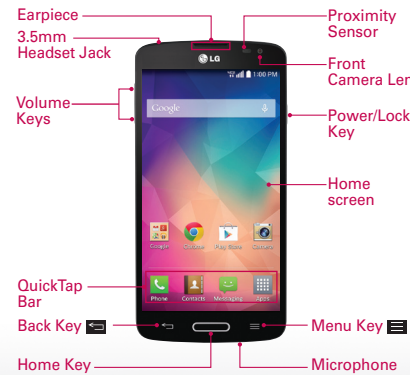 Earpiece
3.5mm
Headset Jack
Volume
Keys
QuickTap
Bar
Back Key
Home Key
Proximity
Sensor
Front
Camera Len
Power/Lock
Key
Home
screen
Menu Key
Microphone
LG
1:00 PM
Google
Google Chrome Play Store Camera
Phone Contacts Messaging Apps